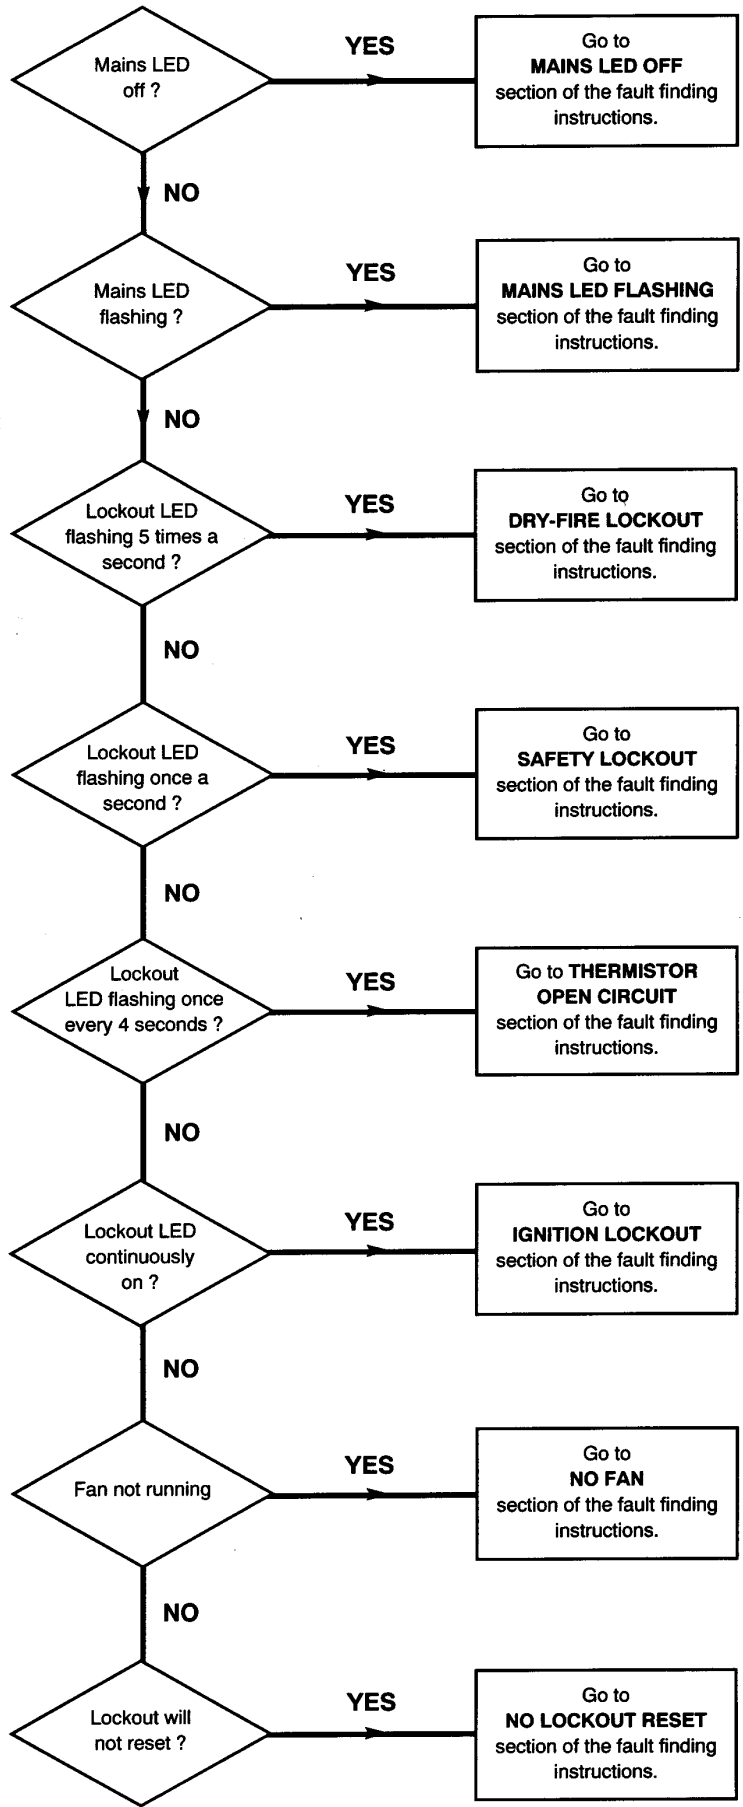 Mains LED
off ?
YES
Go to
MAINS LED OFF
section of the fault finding
instructions.
NO
Mains LED
flashing ?
YES
Go to
MAINS LED FLASHING
section of the fault finding
instructions.
NO
Lockout LED
flashing 5 times a
second ?
YES
Go to
DRY-FIRE LOCKOUT
section of the fault finding
instructions.
NO
Lockout LED
flashing once a
second ?
YES
Go to
SAFETY LOCKOUT
section of the fault finding
instructions.
NO
Lockout
LED flashing once
every 4 seconds ?
YES
Go to THERMISTOR
OPEN CIRCUIT
section of the fault finding
instructions.
NO
Lockout LED
continuously
on ?
YES
Go to
IGNITION LOCKOUT
section of the fault finding
instructions.
NO
Fan not running
YES
Go to
NO FAN
section of the fault finding
instructions.
NO
Lockout will
not reset ?
YES
Go to
NO LOCKOUT RESET
section of the fault finding
instructions.